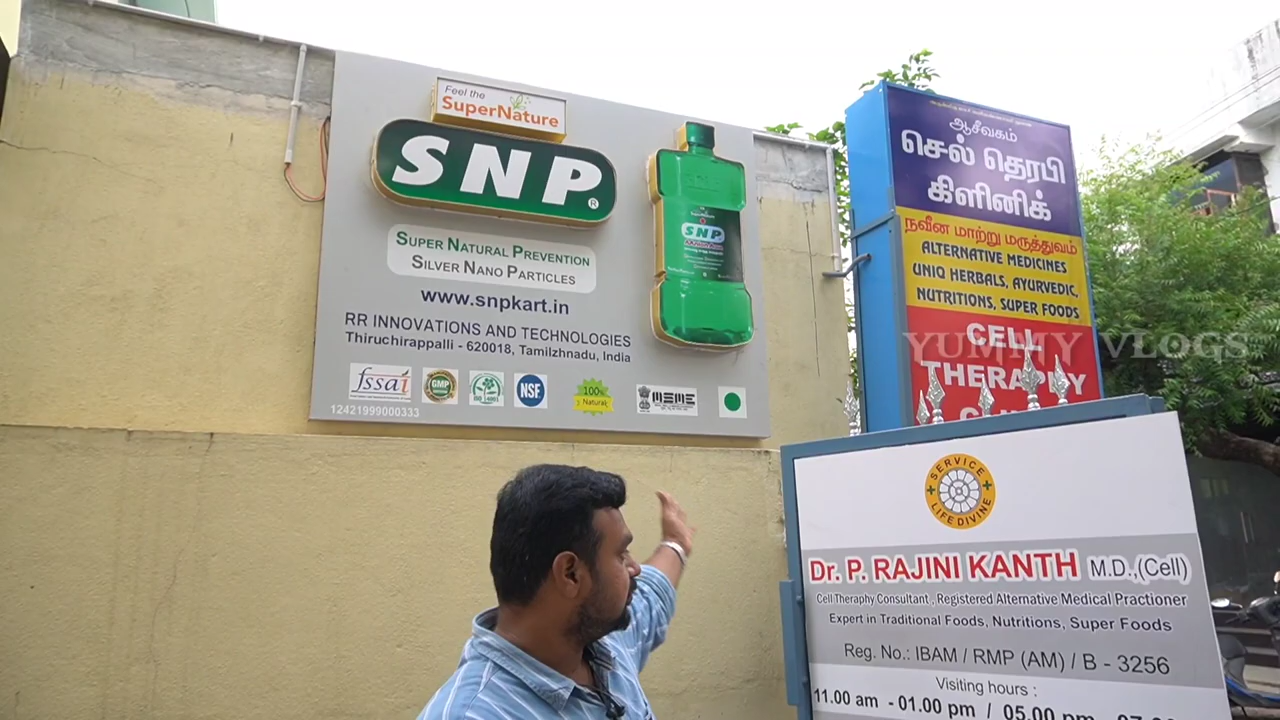 Feel the
SuperNature
SNP®
SUPER NATURAL PREVENTION
SILVER NANO PARTICLES
www.snpkart.in
RR INNOVATIONS AND TECHNOLOGIES
Thiruchirappalli - 620018, Tamilzhnadu, India
fssai
GMP
NSF
100%
Natural
MSME
12421999000333
SNP
ஆசீவகம்
செல் தெரபி
கிளினிக்
நவீன மாற்று மருத்துவம்
ALTERNATIVE MEDICINES
UNIQ HERBALS, AYURVEDIC,
NUTRITIONS, SUPER FOODS
CELL
THERAPY
YUMMY VLOGS
SERVICE
LIFE DIVINE
Dr. P. RAJINI KANTH M.D.,(Cell)
Cell Theraphy Consultant, Registered Alternative Medical Practioner
Expert in Traditional Foods, Nutritions, Super Foods
Reg. No.: IBAM / RMP (AM) / B - 3256
Visiting hours :
11.00 am - 01.00 pm / 05.00 pm